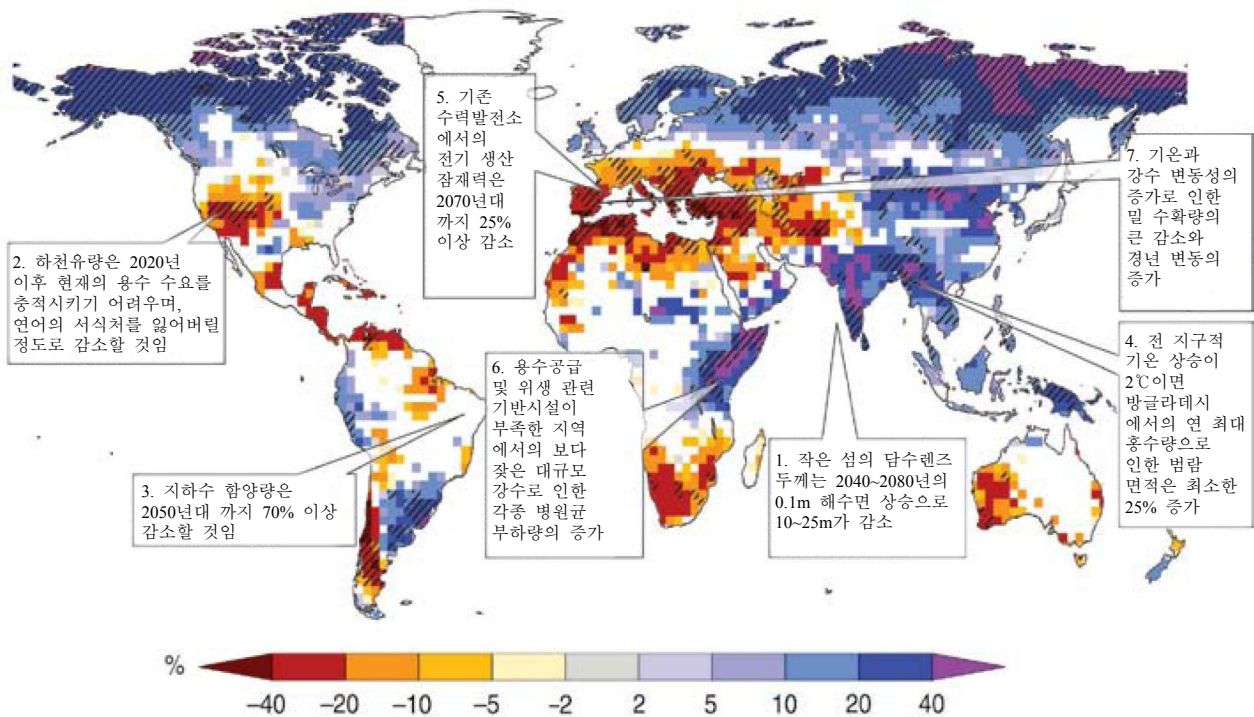 5. 기존
수력발전소
에서의
전기 생산
잠재력은
2070년대
까지 25%
이상 감소
7. 기온과
강수 변동성의
증가로 인한
밀 수확량의
큰 감소와
경년 변동의
증가
2. 하천유량은 2020년
이후 현재의 용수 수요를
충적시키기 어려우며,
연어의 서식처를 잃어버릴
정도로 감소할 것임
4. 전 지구적
기온 상승이
2℃이면
방글라데시
에서의 연 최대
홍수량으로
인한 범람
면적은 최소한
25% 증가
6. 용수공급
및 위생 관련
기반시설이
부족한 지역
에서의 보다
잦은 대규모
강수로 인한
각종 병원균
부하량의 증가
1. 작은 섬의 담수렌즈
두께는 2040~2080년의
0.1m 해수면 상승으로
10~25m가 감소
3. 지하수 함양량은
2050년대 까지 70% 이상
감소할 것임
%
–40 –20 –10 –5 –2 2 5 10 20 40